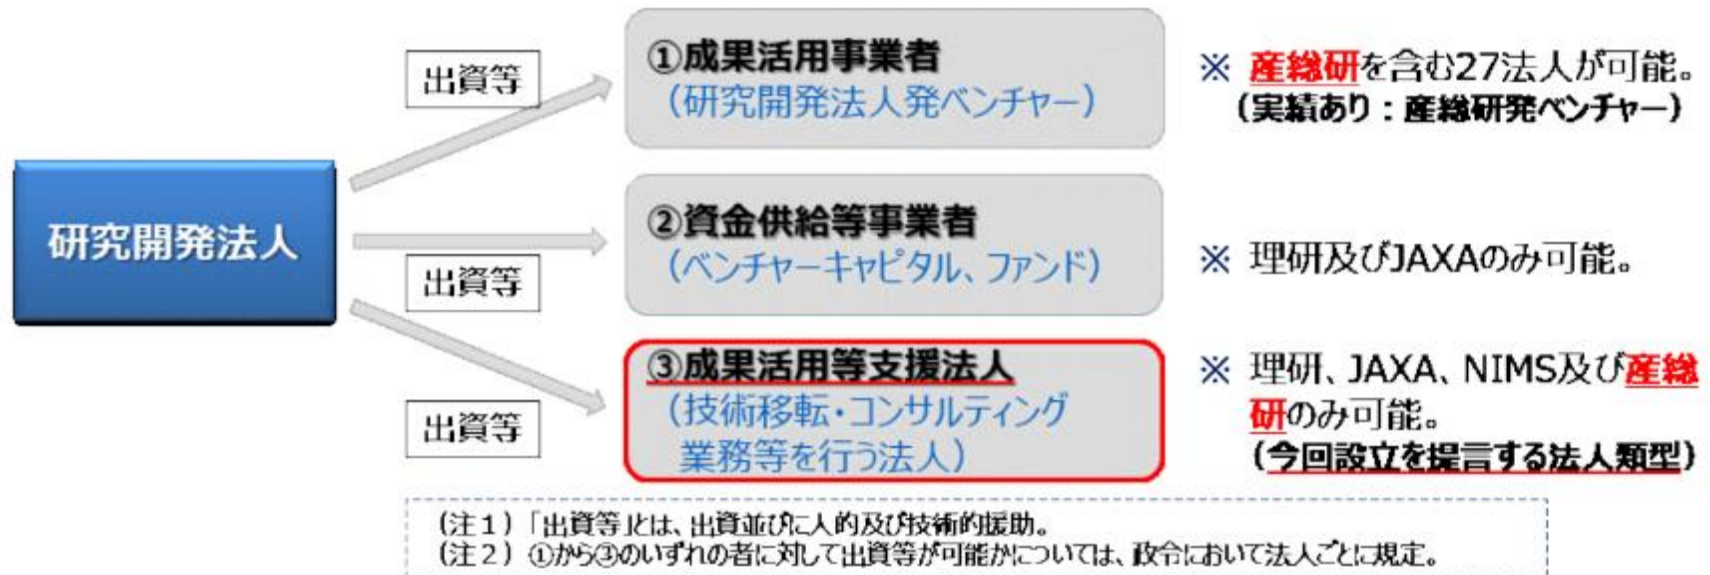 研究開発法人
出資等
①成果活用事業者
（研究開発法人発ベンチャー）
※ 産総研を含む27法人が可能。
（実績あり：産総研発ベンチャー）
出資等
②資金供給等事業者
（ベンチャーキャピタル、ファンド）
※ 理研及びJAXAのみ可能。
出資等
③成果活用等支援法人
（技術移転・コンサルティング
業務等を行う法人）
※ 理研、JAXA、NIMS及び産総
研のみ可能。
（今回設立を提言する法人類型）
（注１）「出資等」とは、出資並びに人的及び技術的援助。
（注２）①から③のいずれの者に対して出資等が可能かについては、政令において法人ごとに規定。